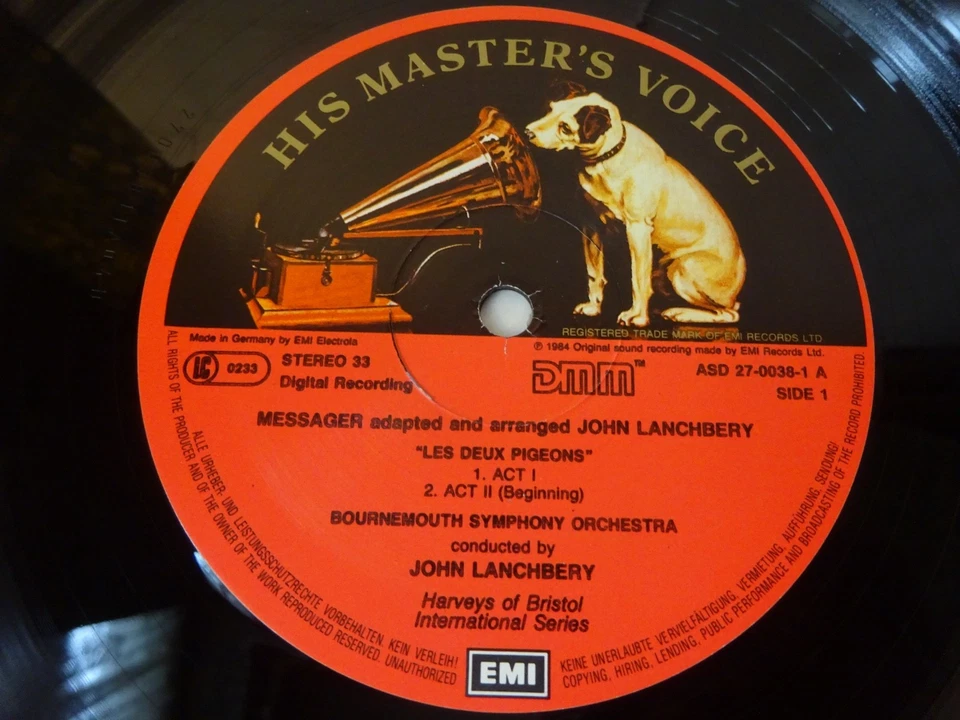 HIS MASTER'S VOICE
REGISTERED TRADE MARK OF EMI RECORDS LTD
Made in Germany by EMI Electrola
℗ 1984 Original sound recording made by EMI Records Ltd.
LC 0233
STEREO 33
Digital Recording
DMM™
ASD 27-0038-1 A
SIDE 1
MESSAGER adapted and arranged JOHN LANCHBERY
"LES DEUX PIGEONS"
1. ACT I
2. ACT II (Beginning)
BOURNEMOUTH SYMPHONY ORCHESTRA
conducted by
JOHN LANCHBERY
Harveys of Bristol
International Series
EMI
ALLE URHEBER- UND LEISTUNGSSCHUTZRECHTE VORBEHALTEN. KEIN VERLEIH! KEINE UNERLAUBTE VERVIELFÄLTIGUNG, VERMIETUNG, AUFFÜHRUNG, SENDUNG!
ALL RIGHTS OF THE PRODUCER AND OF THE OWNER OF THE WORK REPRODUCED RESERVED. UNAUTHORIZED COPYING, HIRING, LENDING, PUBLIC PERFORMANCE AND BROADCASTING OF THE RECORD PROHIBITED.